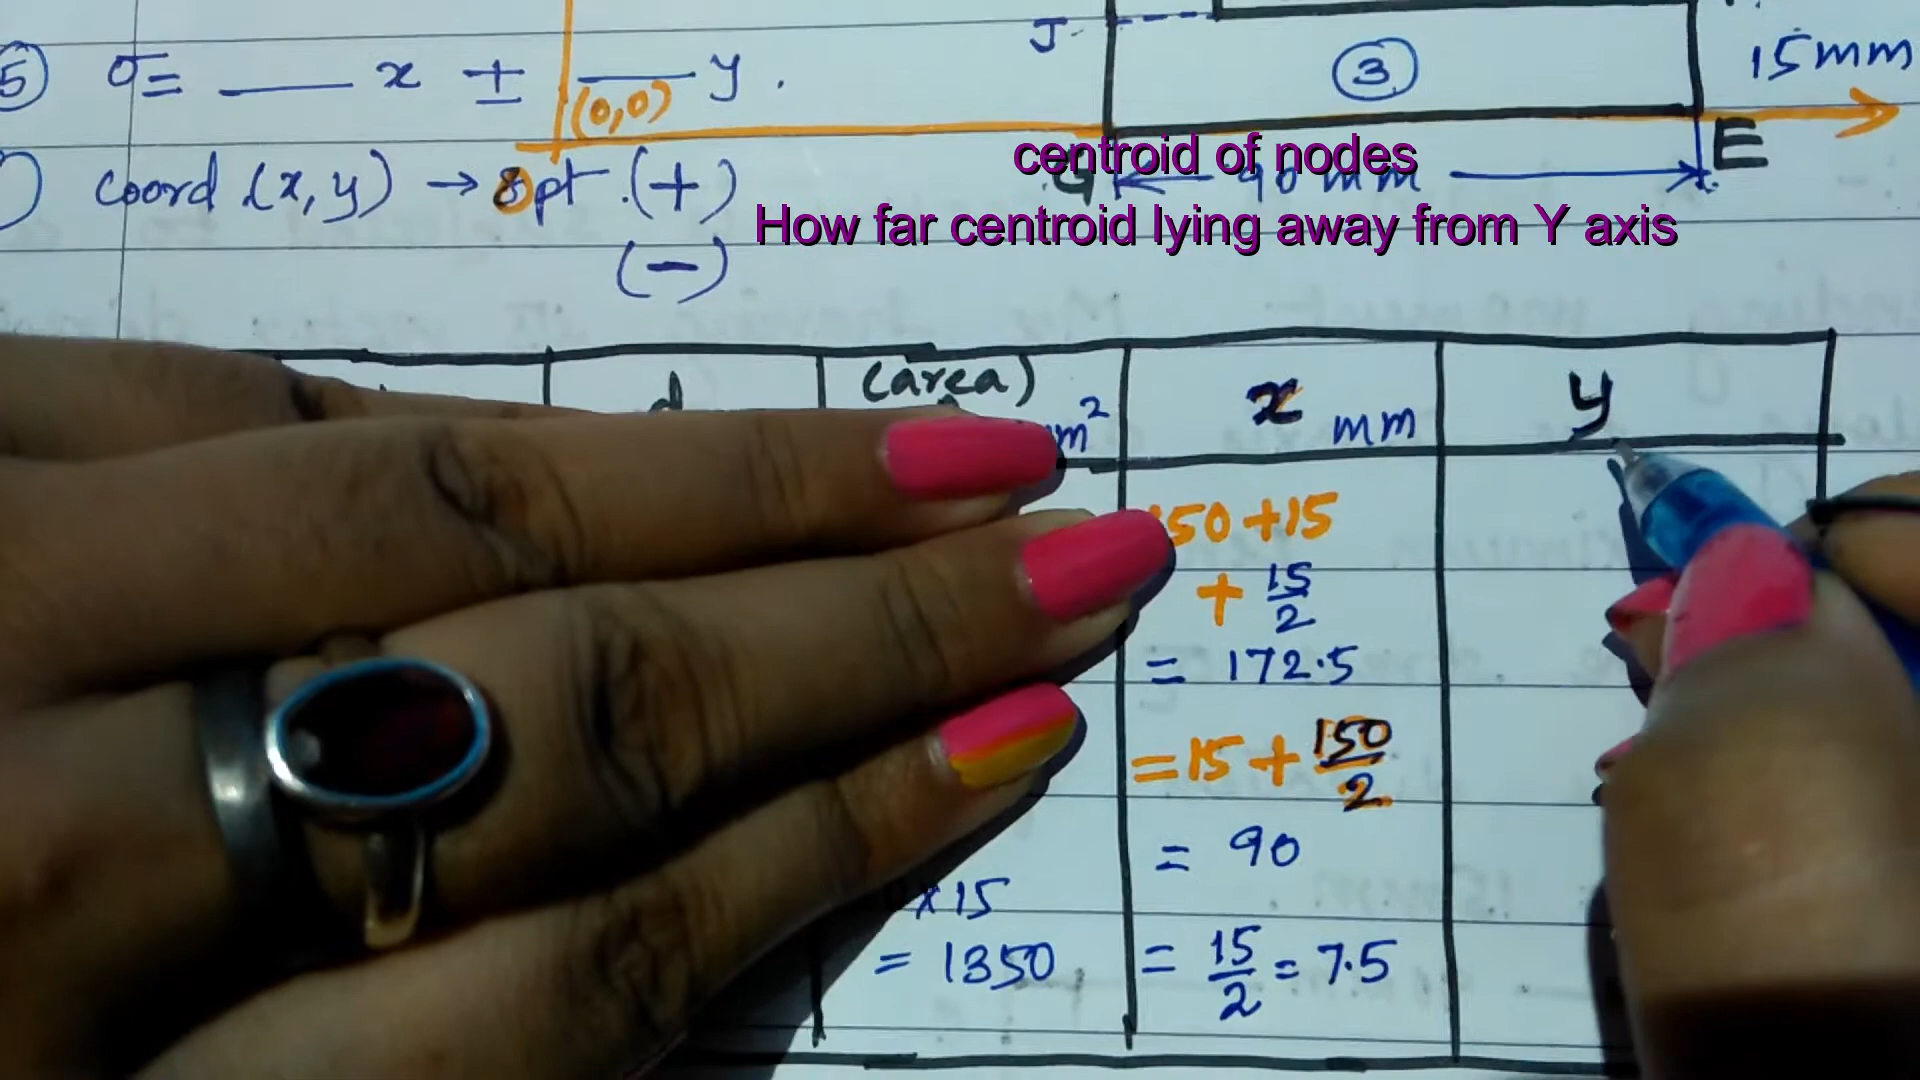 ⑤ σ= ___ x ± ___ y.
(0,0)
J
③
15mm
E
G
90 mm
coord (x,y) → 8pt. (+)
(-)
centroid of nodes
How far centroid lying away from Y axis
(area)
d
mm²
x mm
y
150 +15
+ 15/2
= 172.5
=15 + 150/2
= 90
x15
= 1350
= 15/2 = 7.5